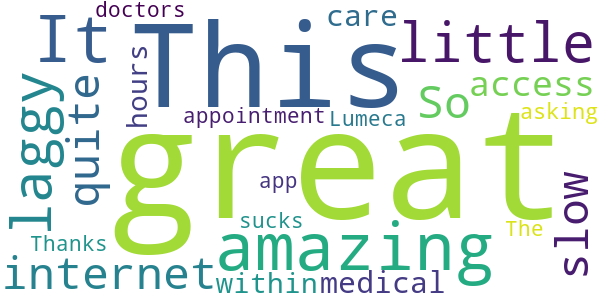 doctors
care
It
This
little
laggy
quite
hours
So
access
appointment
Lumeca
asking
great
app
slow
sucks
The
Thanks
amazing
internet
within
medical